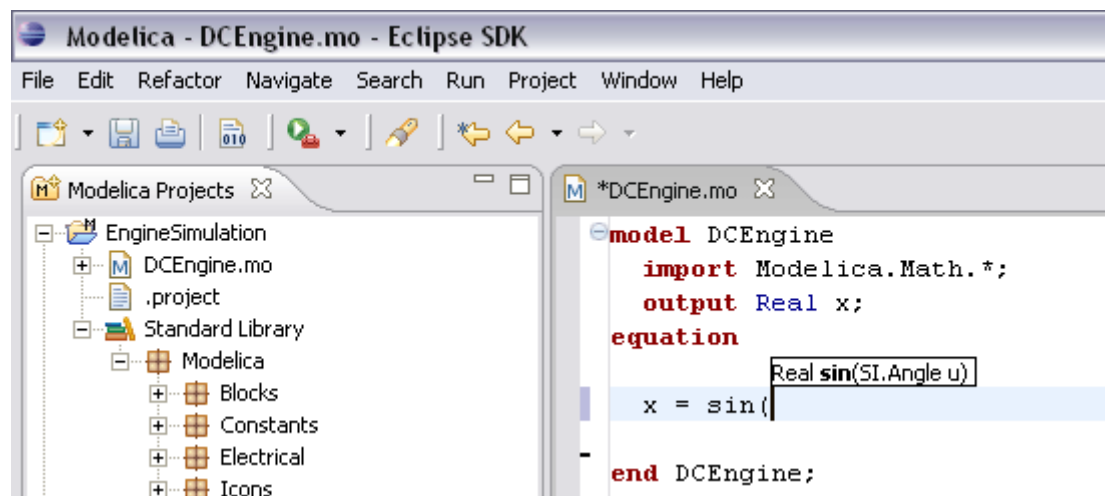 Modelica - DCEngine.mo - Eclipse SDK
File Edit Refactor Navigate Search Run Project Window Help
010
Modelica Projects
EngineSimulation
DCEngine.mo
.project
Standard Library
Modelica
Blocks
Constants
Electrical
Icons
*DCEngine.mo
model DCEngine
import Modelica.Math.*;
output Real x;
equation
Real sin(SI.Angle u)
x = sin(
end DCEngine;